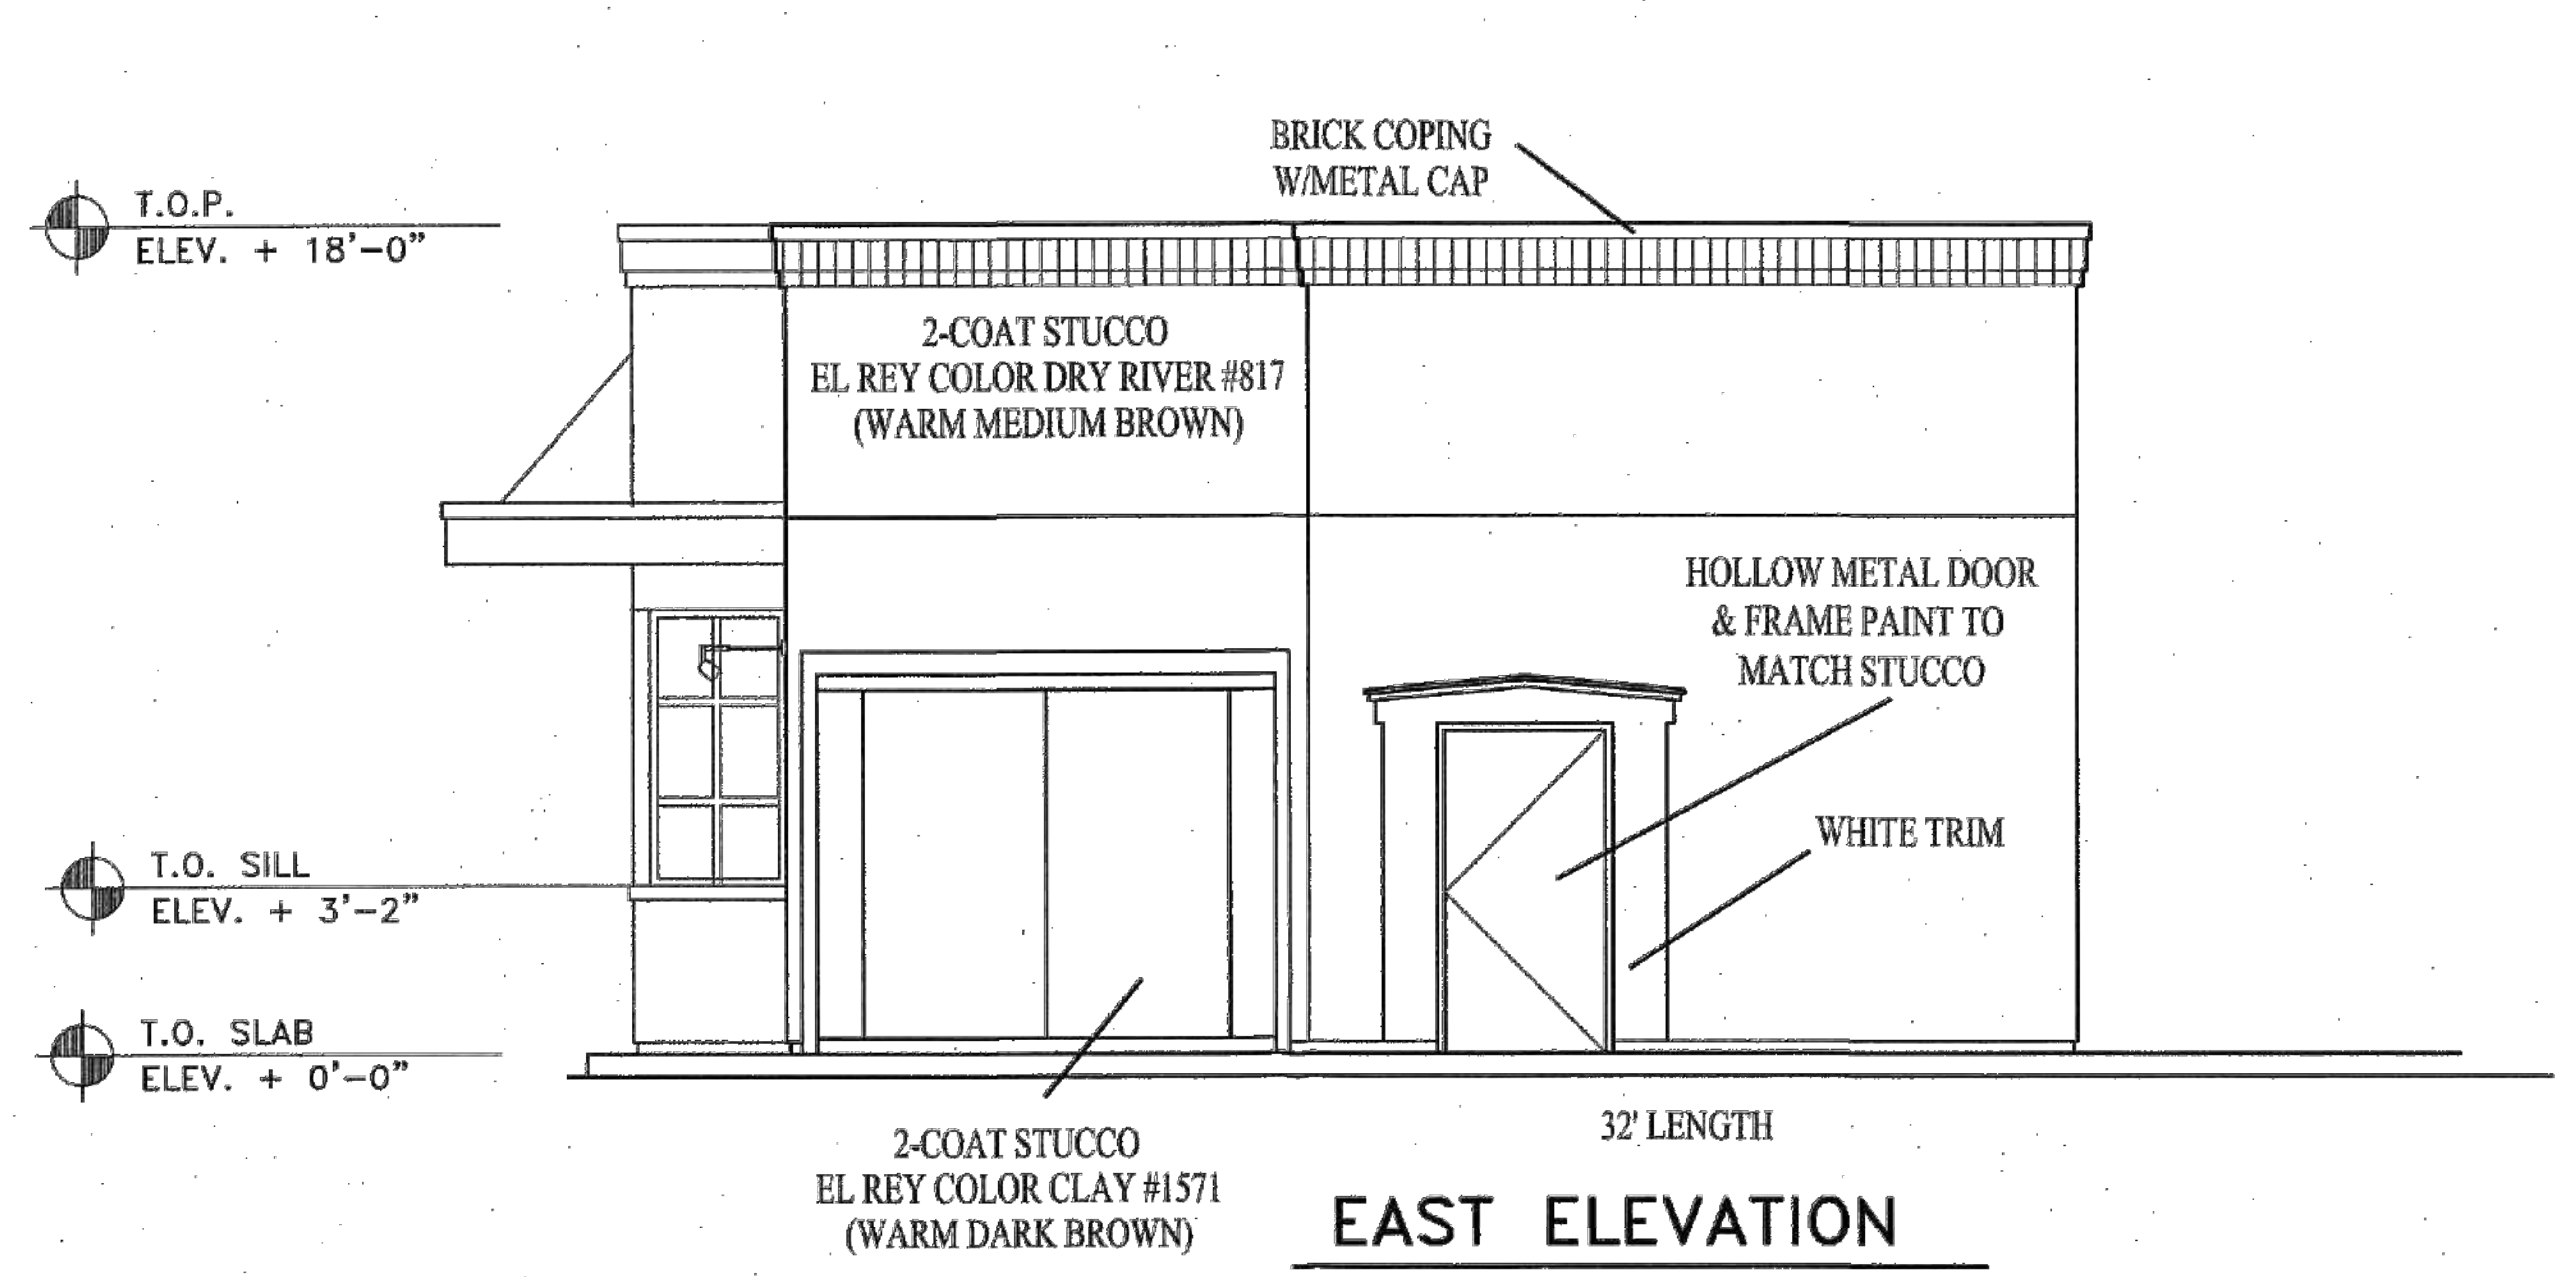 BRICK COPING
W/METAL CAP
T.O.P.
ELEV. + 18'-0"
2-COAT STUCCO
EL REY COLOR DRY RIVER #817
(WARM MEDIUM BROWN)
HOLLOW METAL DOOR
& FRAME PAINT TO
MATCH STUCCO
WHITE TRIM
T.O. SILL
ELEV. + 3'-2"
T.O. SLAB
ELEV. + 0'-0"
2-COAT STUCCO
EL REY COLOR CLAY #1571
(WARM DARK BROWN)
32' LENGTH
EAST ELEVATION